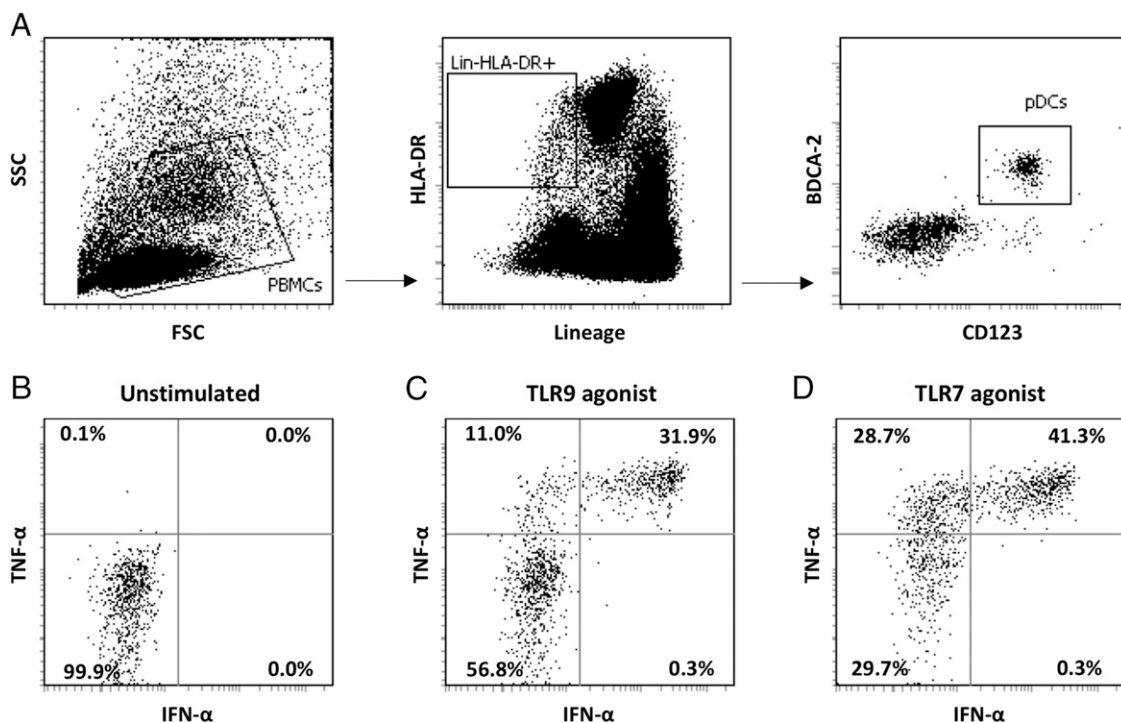 A
SSC
PBMCs
FSC
Lin-HLA-DR+
HLA-DR
Lineage
pDCs
BDCA-2
CD123
B
Unstimulated
0.1%
0.0%
TNF-α
99.9%
0.0%
IFN-α
C
TLR9 agonist
11.0%
31.9%
TNF-α
56.8%
0.3%
IFN-α
D
TLR7 agonist
28.7%
41.3%
TNF-α
29.7%
0.3%
IFN-α